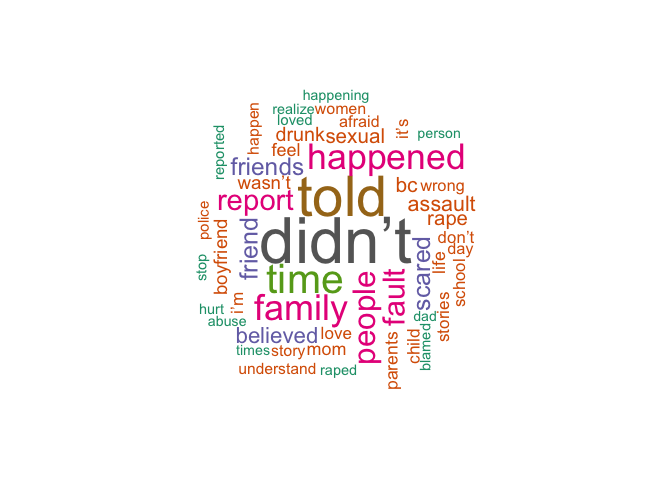 happening
realize women
loved afraid
happen drunk sexual it's person
reported feel happened
friends
wasn't told bc wrong
report assault
rape
police didn't
friend don't
boyfriend scared day
stop time life school
i'm family people fault
hurt stories
abuse dad
believed love
times story mom parents child blamed
understand raped